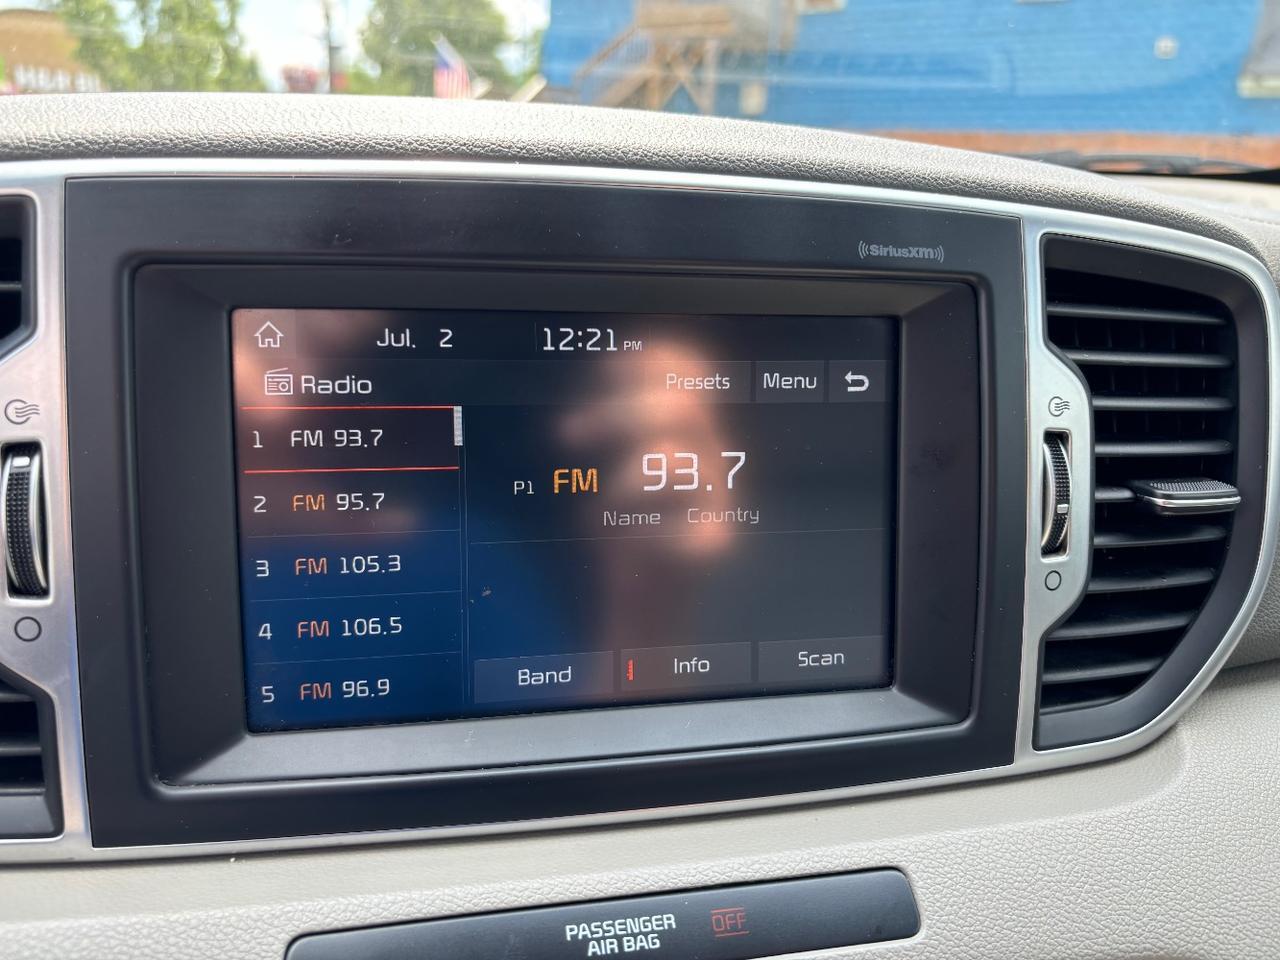 ((SiriusXM))
Jul. 2 12:21 PM
Radio Presets Menu
1 FM 93.7
2 FM 95.7
3 FM 105.3
4 FM 106.5
5 FM 96.9
P1 FM 93.7
Name Country
Band Info Scan
PASSENGER
AIR BAG OFF